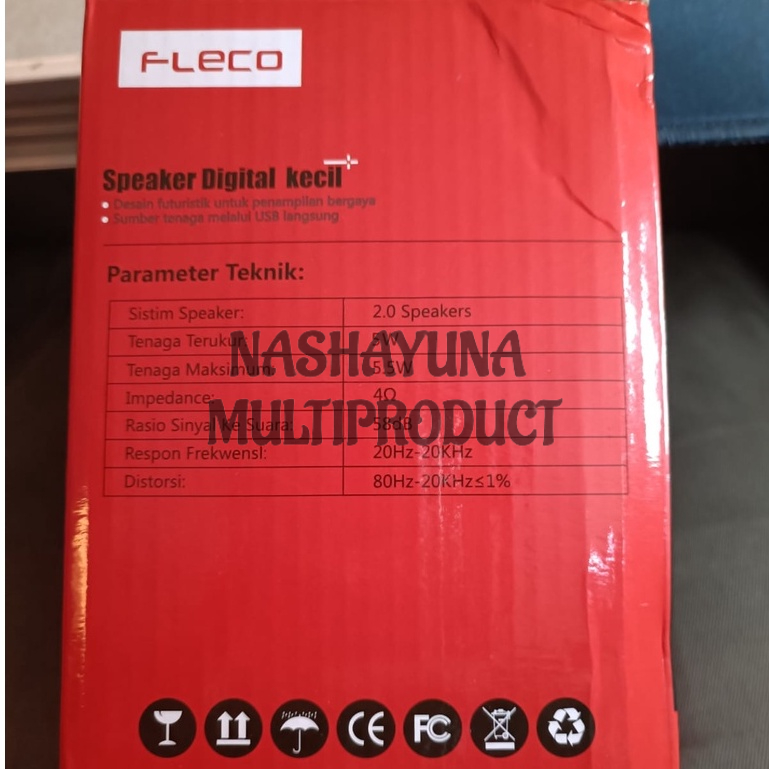 FLECO
Speaker Digital kecil
Desain futuristik untuk penampilan bergaya
Sumber tenaga melalui USB langsung
Parameter Teknik:
Sistim Speaker: 2.0 Speakers
Tenaga Terukur: 5W
Tenaga Maksimum: 5.5W
Impedance: 4Ω
Rasio Sinyal Ke Suara: 58dB
Respon Frekwensl: 20Hz-20KHz
Distorsi: 80Hz-20KHz≤1%
NASHAYUNA
MULTIPRODUCT
CE FC